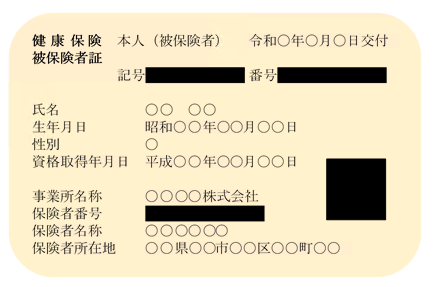 健康保険 本人（被保険者） 令和〇年〇月〇日交付
被保険者証
記号 番号
氏名 〇〇 〇〇
生年月日 昭和〇〇年〇〇月〇〇日
性別 〇
資格取得年月日 平成〇〇年〇〇月〇〇日
事業所名称 〇〇〇〇株式会社
保険者番号
保険者名称 〇〇〇〇〇〇
保険者所在地 〇〇県〇〇市〇〇区〇〇町〇〇